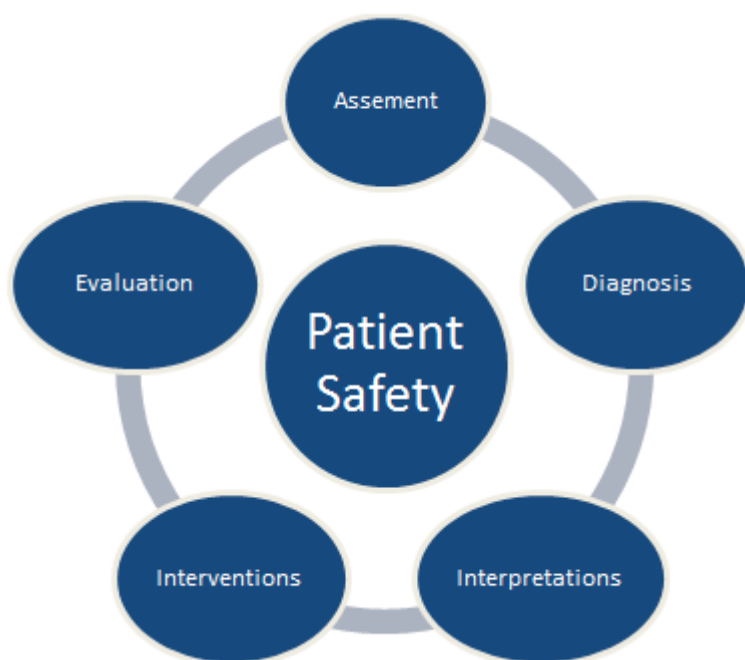 Assement
Evaluation
Diagnosis
Patient
Safety
Interventions
Interpretations